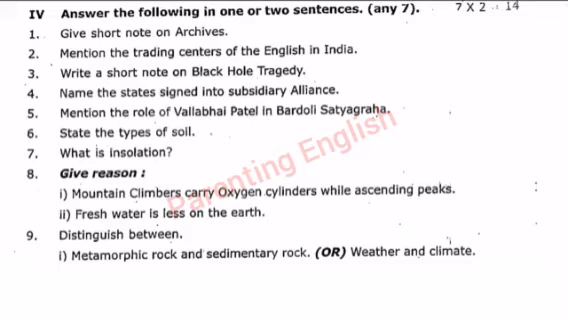 IV Answer the following in one or two sentences. (any 7). 7 X 2 = 14
1. Give short note on Archives.
2. Mention the trading centers of the English in India.
3. Write a short note on Black Hole Tragedy.
4. Name the states signed into subsidiary Alliance.
5. Mention the role of Vallabhai Patel in Bardoli Satyagraha.
6. State the types of soil.
7. What is insolation?
8. Give reason :
i) Mountain Climbers carry Oxygen cylinders while ascending peaks.
ii) Fresh water is less on the earth.
9. Distinguish between.
i) Metamorphic rock and sedimentary rock. (OR) Weather and climate.
Parenting English